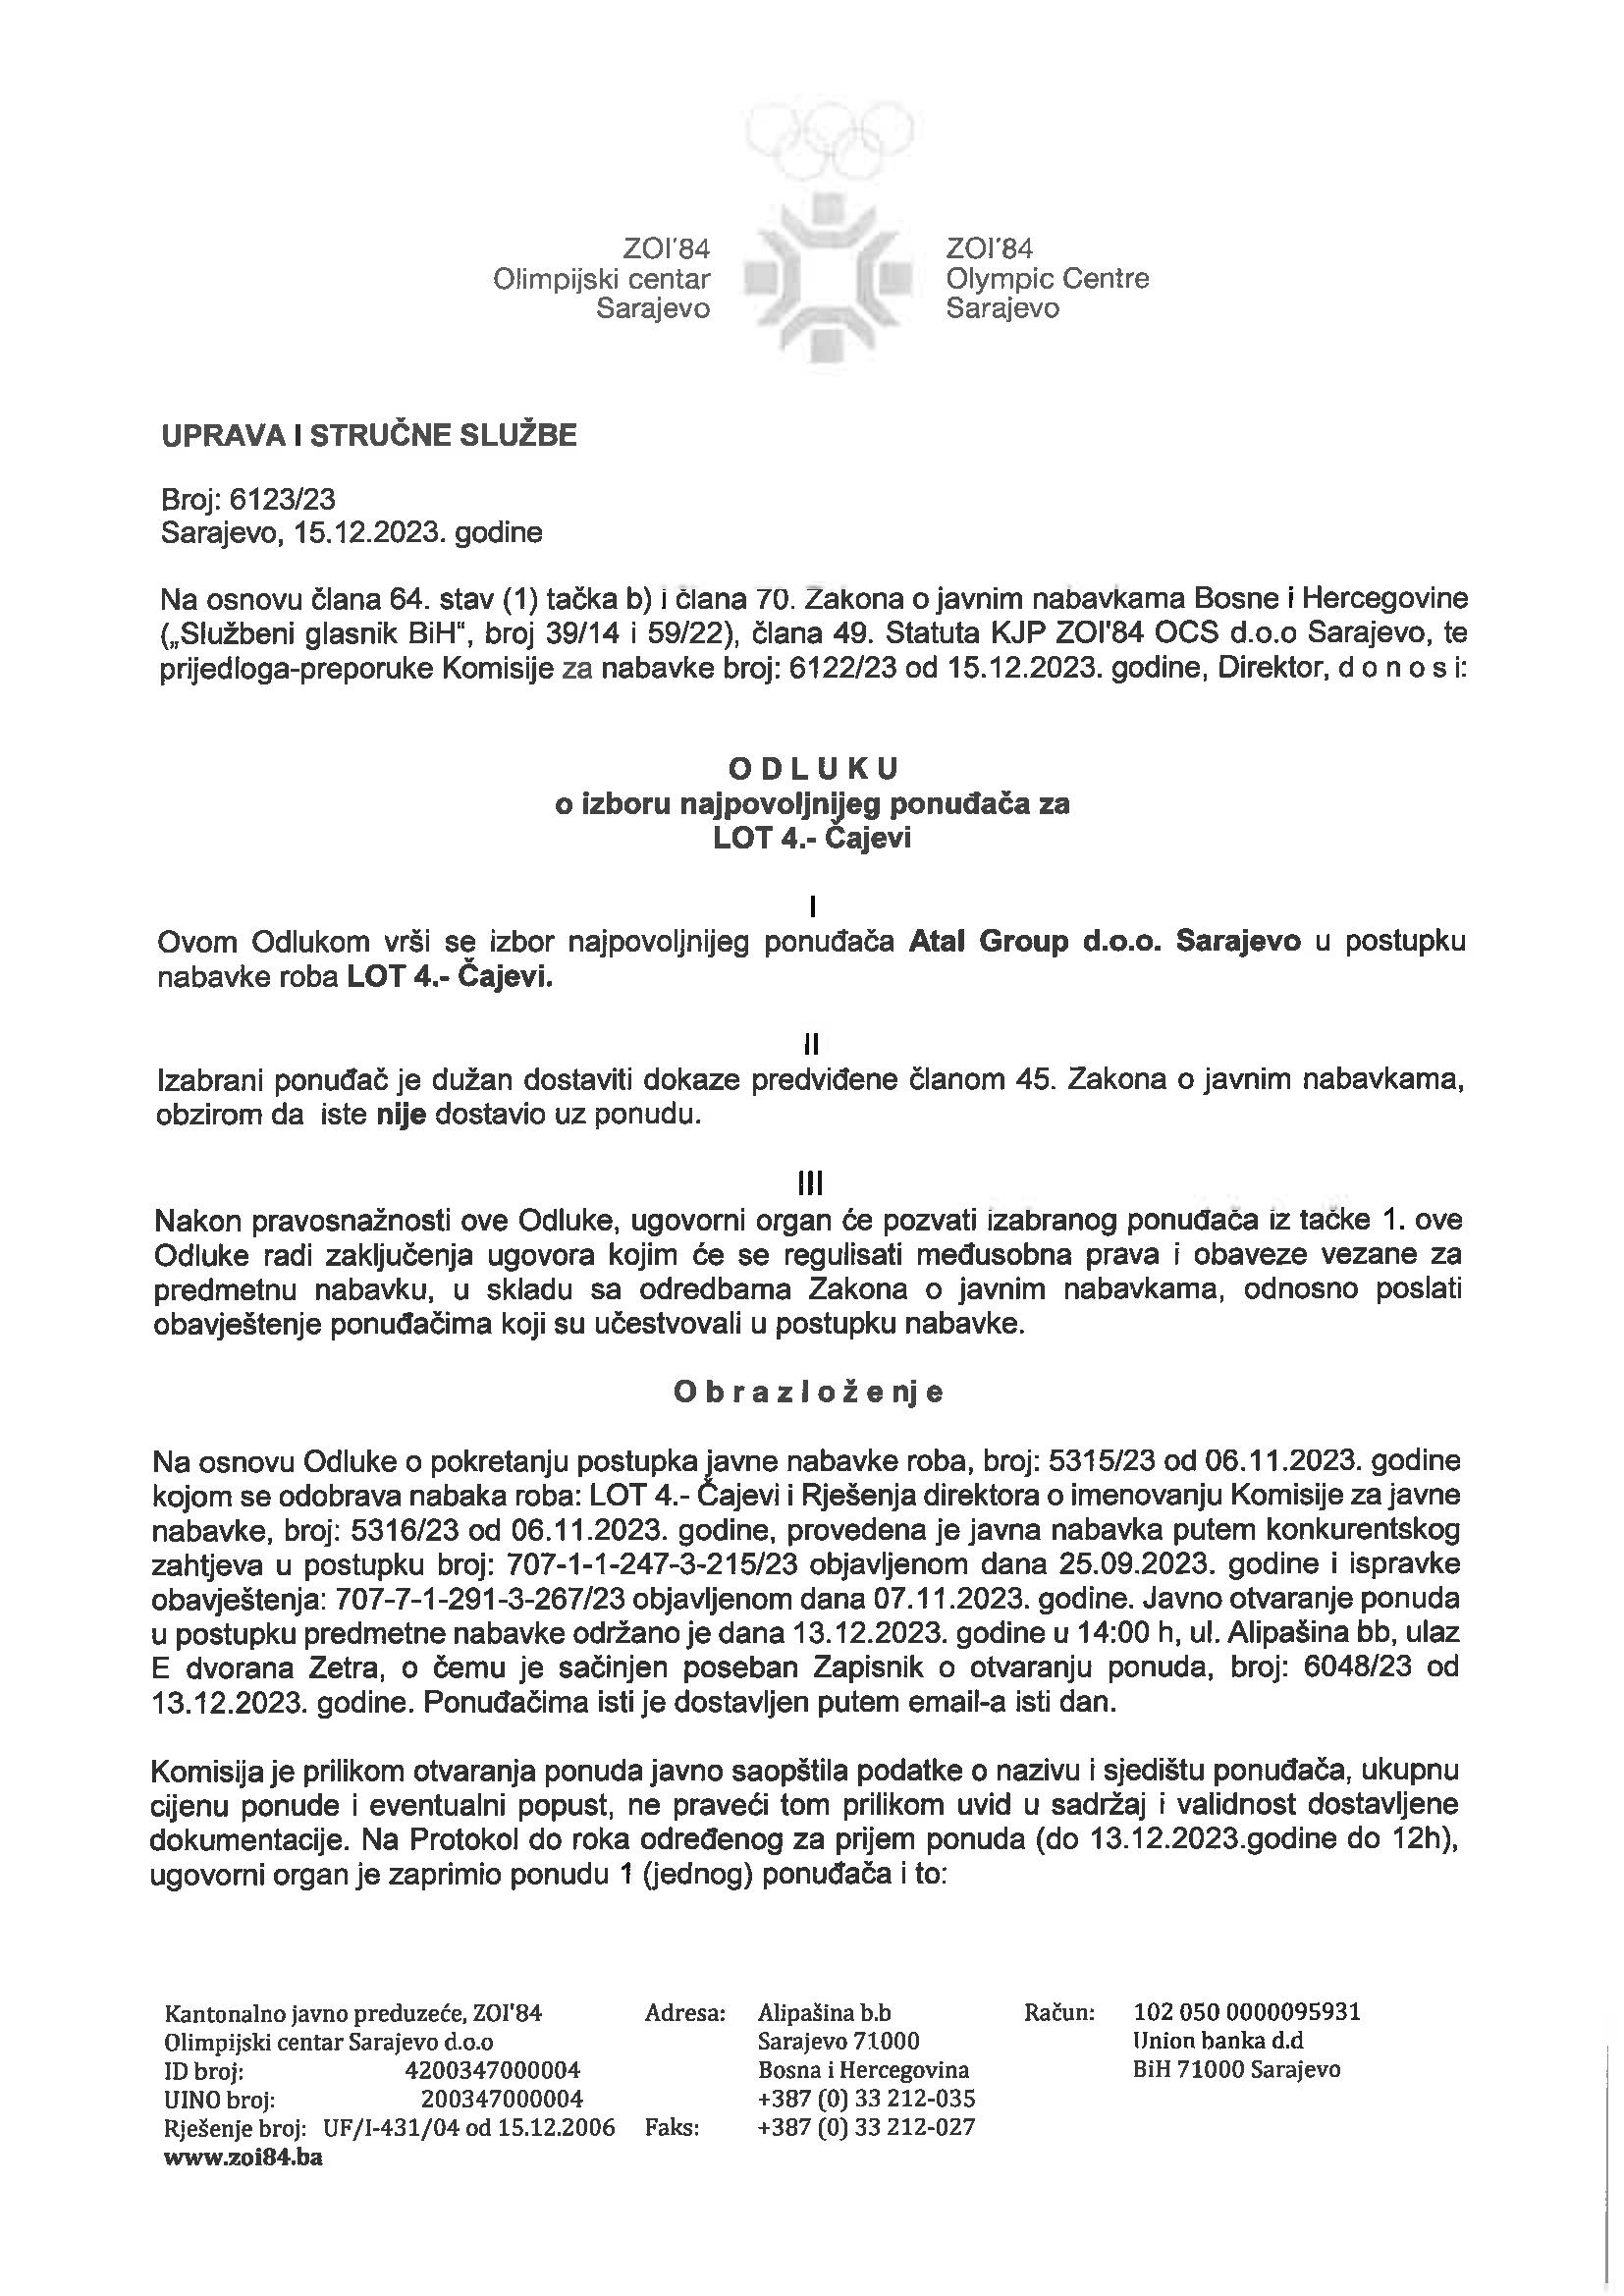 ZOI'84
Olimpijski centar
Sarajevo
ZOI'84
Olympic Centre
Sarajevo
UPRAVA I STRUČNE SLUŽBE
Broj: 6123/23
Sarajevo, 15.12.2023. godine
Na osnovu člana 64. stav (1) tačka b) i člana 70. Zakona o javnim nabavkama Bosne i Hercegovine
(„Službeni glasnik BiH“, broj 39/14 i 59/22), člana 49. Statuta KJP ZOI'84 OCS d.o.o Sarajevo, te
prijedloga-preporuke Komisije za nabavke broj: 6122/23 od 15.12.2023. godine, Direktor, d o n o s i:
O D L U K U
o izboru najpovoljnijeg ponuđača za
LOT 4.- Čajevi
I
Ovom Odlukom vrši se izbor najpovoljnijeg ponuđača Atal Group d.o.o. Sarajevo u postupku
nabavke roba LOT 4.- Čajevi.
II
Izabrani ponuđač je dužan dostaviti dokaze predviđene članom 45. Zakona o javnim nabavkama,
obzirom da iste nije dostavio uz ponudu.
III
Nakon pravosnažnosti ove Odluke, ugovorni organ će pozvati izabranog ponuđača iz tačke 1. ove
Odluke radi zaključenja ugovora kojim će se regulisati međusobna prava i obaveze vezane za
predmetnu nabavku, u skladu sa odredbama Zakona o javnim nabavkama, odnosno poslati
obavještenje ponuđačima koji su učestvovali u postupku nabavke.
O b r a z l o ž e nj e
Na osnovu Odluke o pokretanju postupka javne nabavke roba, broj: 5315/23 od 06.11.2023. godine
kojom se odobrava nabaka roba: LOT 4.- Čajevi i Rješenja direktora o imenovanju Komisije za javne
nabavke, broj: 5316/23 od 06.11.2023. godine, provedena je javna nabavka putem konkurentskog
zahtjeva u postupku broj: 707-1-1-247-3-215/23 objavljenom dana 25.09.2023. godine i ispravke
obavještenja: 707-7-1-291-3-267/23 objavljenom dana 07.11.2023. godine. Javno otvaranje ponuda
u postupku predmetne nabavke održano je dana 13.12.2023. godine u 14:00 h, ul. Alipašina bb, ulaz
E dvorana Zetra, o čemu je sačinjen poseban Zapisnik o otvaranju ponuda, broj: 6048/23 od
13.12.2023. godine. Ponuđačima isti je dostavljen putem email-a isti dan.
Komisija je prilikom otvaranja ponuda javno saopštila podatke o nazivu i sjedištu ponuđača, ukupnu
cijenu ponude i eventualni popust, ne praveći tom prilikom uvid u sadržaj i validnost dostavljene
dokumentacije. Na Protokol do roka određenog za prijem ponuda (do 13.12.2023.godine do 12h),
ugovorni organ je zaprimio ponudu 1 (jednog) ponuđača i to:
Kantonalno javno preduzeće, ZOI'84
Olimpijski centar Sarajevo d.o.o
ID broj: 4200347000004
UINO broj: 200347000004
Rješenje broj: UF/I-431/04 od 15.12.2006
www.zoi84.ba
Adresa: Alipašina b.b
Sarajevo 71000
Bosna i Hercegovina
+387 (0) 33 212-035
Faks: +387 (0) 33 212-027
Račun: 102 050 0000095931
Union banka d.d
BiH 71000 Sarajevo